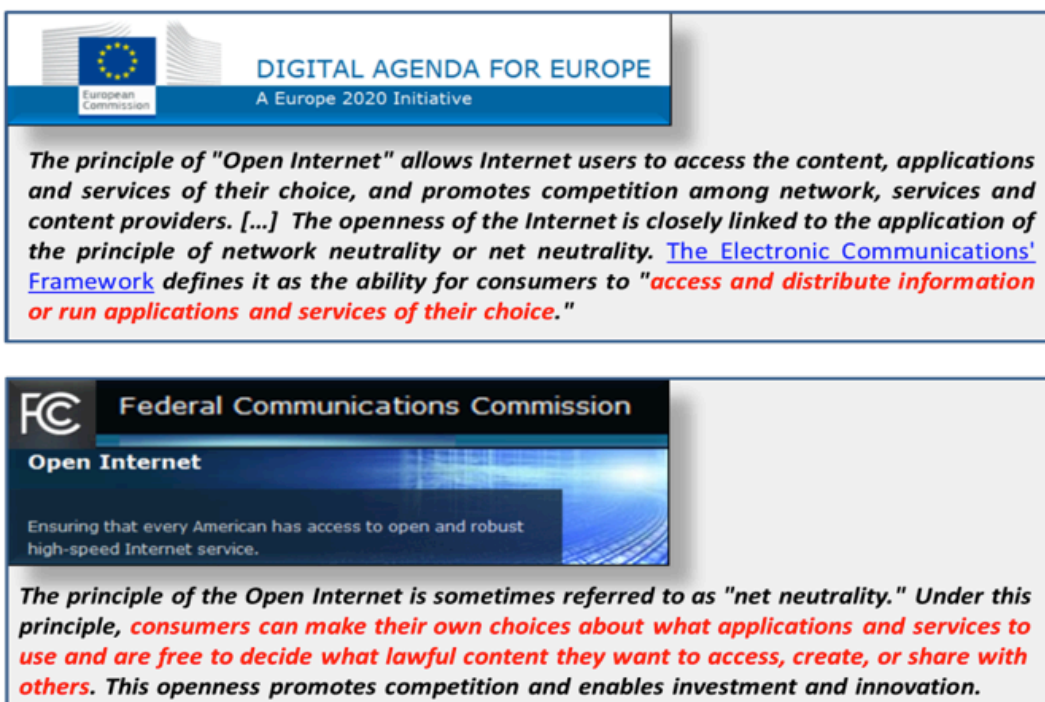 European
Commission
DIGITAL AGENDA FOR EUROPE
A Europe 2020 Initiative
The principle of "Open Internet" allows Internet users to access the content, applications
and services of their choice, and promotes competition among network, services and
content providers. […] The openness of the Internet is closely linked to the application of
the principle of network neutrality or net neutrality. The Electronic Communications'
Framework defines it as the ability for consumers to "access and distribute information
or run applications and services of their choice."
FCC
Federal Communications Commission
Open Internet
Ensuring that every American has access to open and robust
high-speed Internet service.
The principle of the Open Internet is sometimes referred to as "net neutrality." Under this
principle, consumers can make their own choices about what applications and services to
use and are free to decide what lawful content they want to access, create, or share with
others. This openness promotes competition and enables investment and innovation.